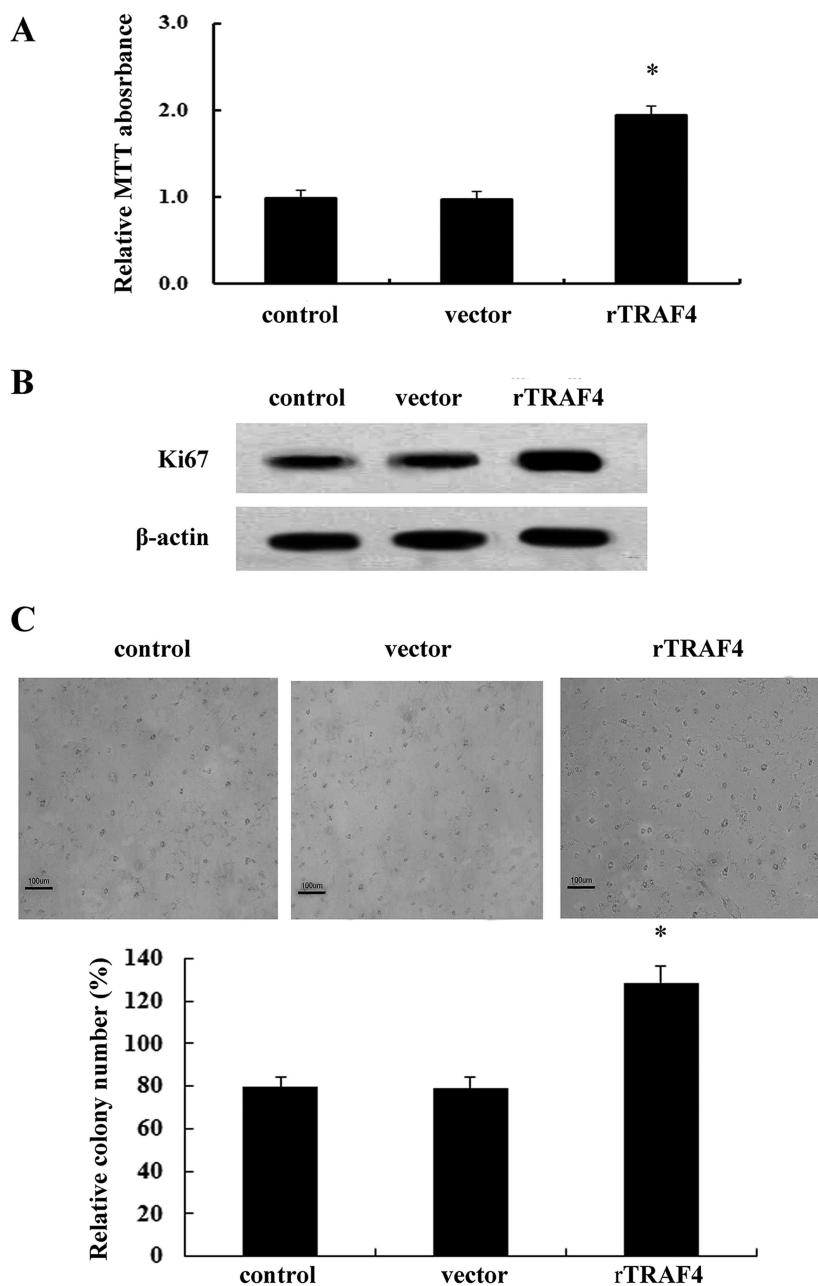 A
Relative MTT abosrbance
3.0
2.0
1.0
0.0
*
control vector rTRAF4
B
control vector rTRAF4
Ki67
β-actin
C
control vector rTRAF4
100um 100um 100um
Relative colony number (%)
140
120
100
80
60
40
20
0
*
control vector rTRAF4